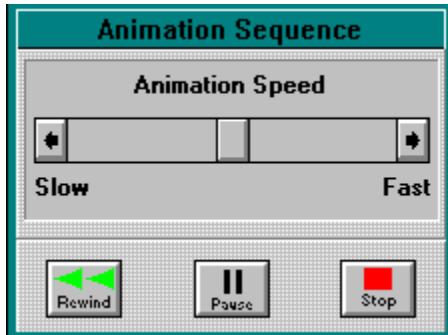 Animation Sequence
Animation Speed
Slow Fast
Rewind Pause Stop